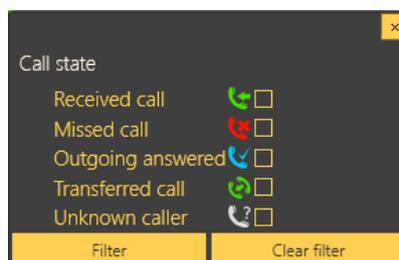 Call state
Received call
Missed call
Outgoing answered
Transferred call
Unknown caller
Filter
Clear filter